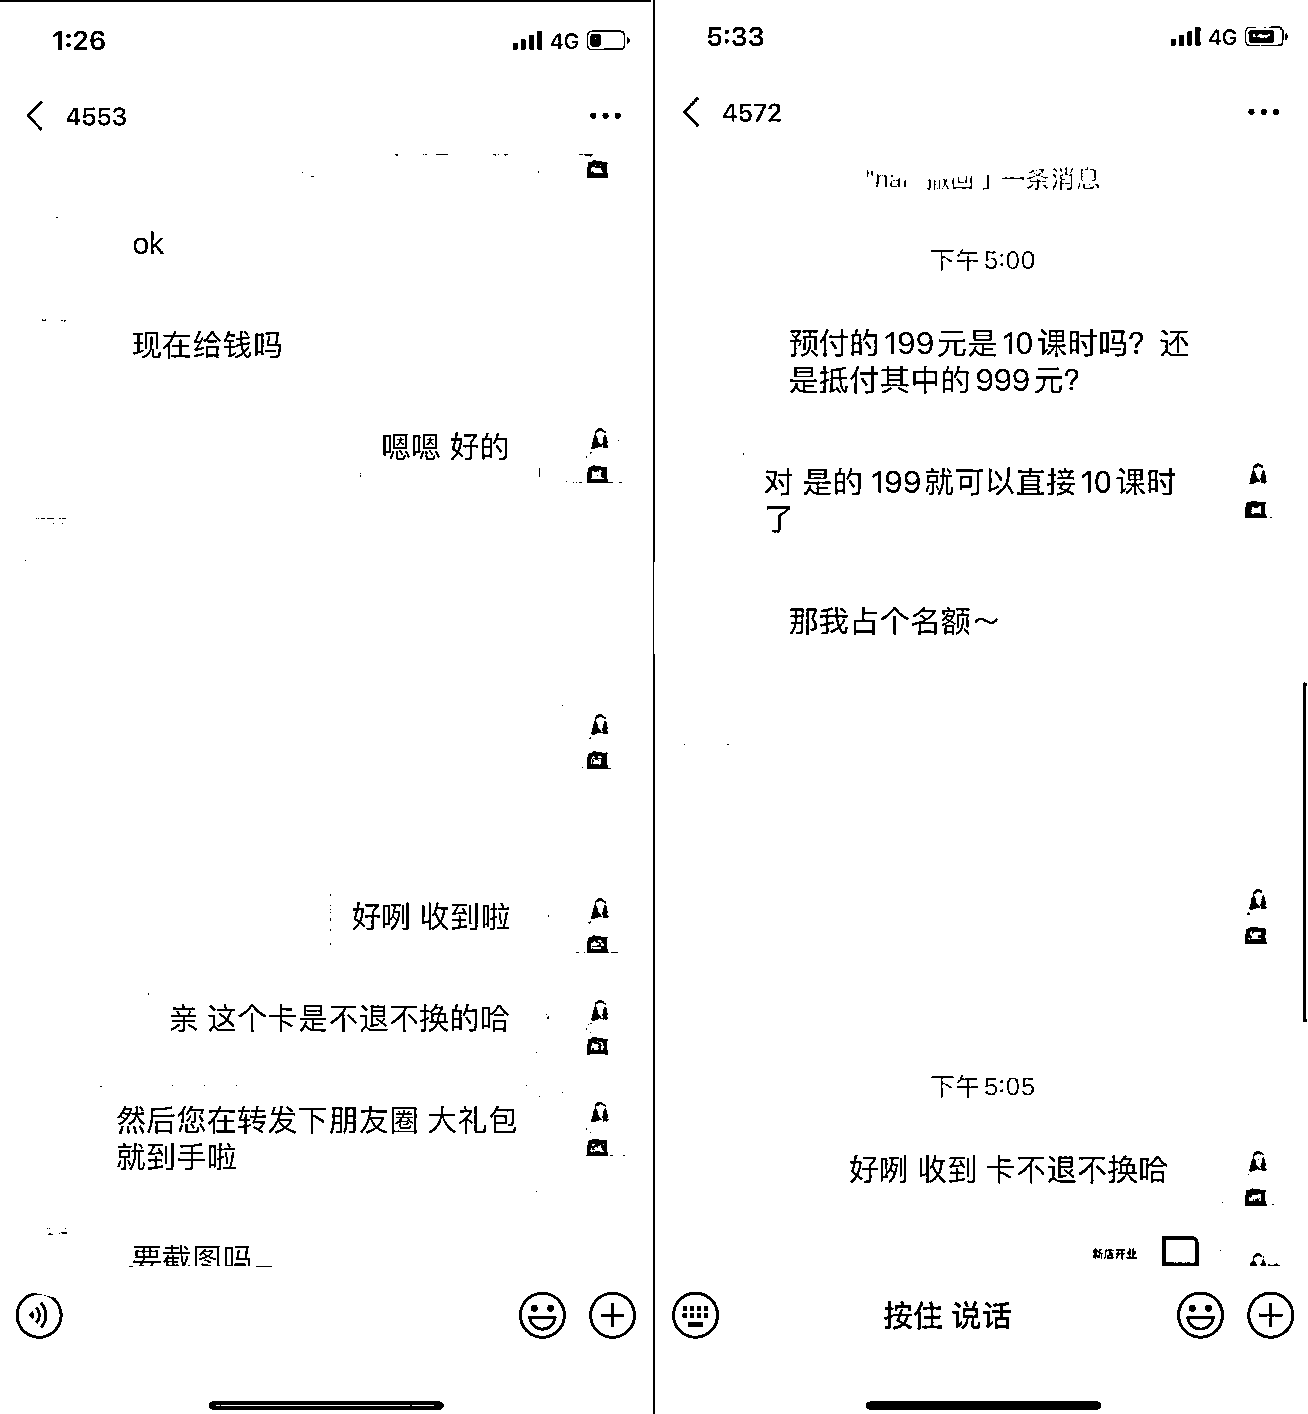 1:26
4G
4553
ok
现在给钱吗
嗯嗯 好的
好咧 收到啦
亲 这个卡是不退不换的哈
然后您在转发下朋友圈 大礼包
就到手啦
要截图吗
5:33
4G
4572
一条消息
下午 5:00
预付的199元是10课时吗？还
是抵付其中的999元？
对 是的 199就可以直接10课时
了
那我占个名额～
下午 5:05
好咧 收到 卡不退不换哈
新店开业
按住 说话